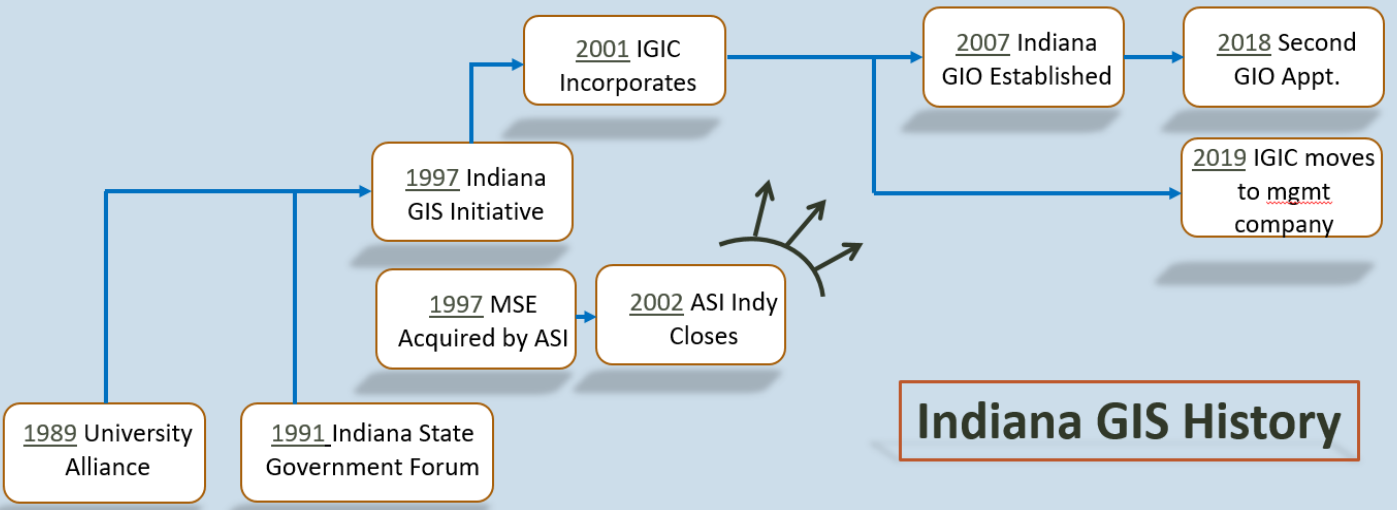 2001 IGIC
Incorporates
2007 Indiana
GIO Established
2018 Second
GIO Appt.
1997 Indiana
GIS Initiative
2019 IGIC moves
to mgmt
company
1997 MSE
Acquired by ASI
2002 ASI Indy
Closes
1989 University
Alliance
1991 Indiana State
Government Forum
Indiana GIS History